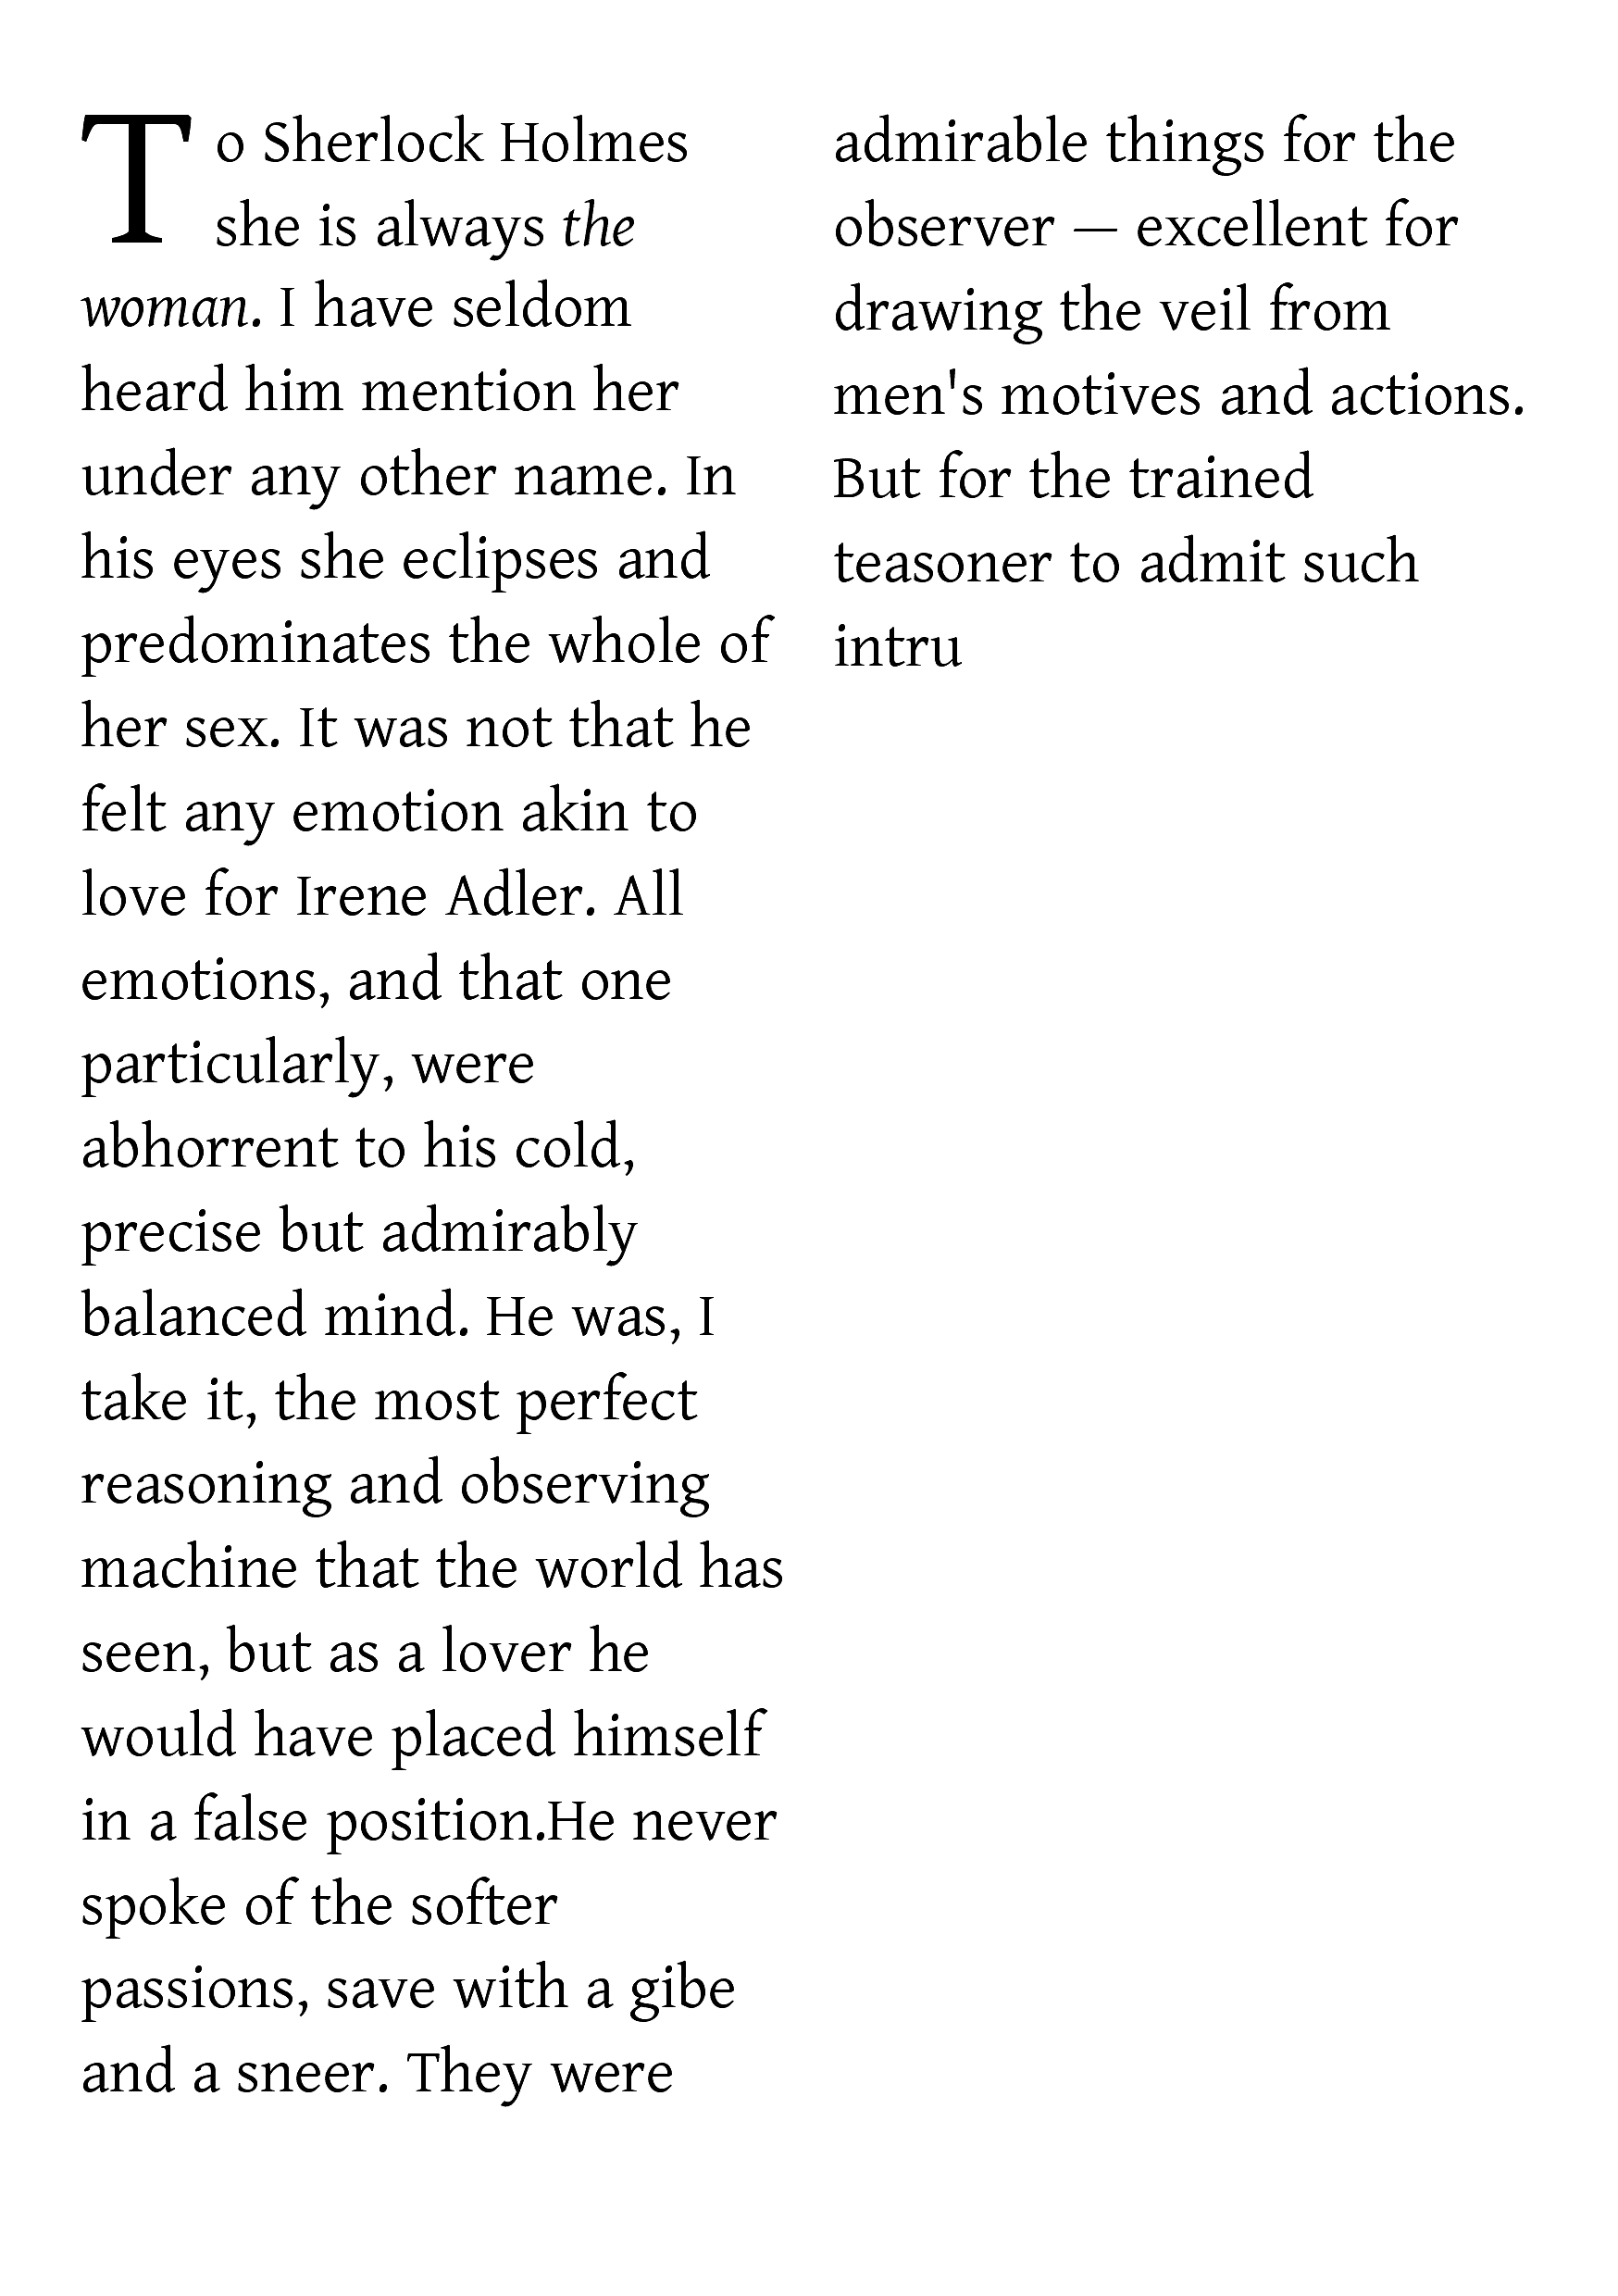 To Sherlock Holmes
she is always the
woman. I have seldom
heard him mention her
under any other name. In
his eyes she eclipses and
predominates the whole of
her sex. It was not that he
felt any emotion akin to
love for Irene Adler. All
emotions, and that one
particularly, were
abhorrent to his cold,
precise but admirably
balanced mind. He was, I
take it, the most perfect
reasoning and observing
machine that the world has
seen, but as a lover he
would have placed himself
in a false position.He never
spoke of the softer
passions, save with a gibe
and a sneer. They were
admirable things for the
observer — excellent for
drawing the veil from
men's motives and actions.
But for the trained
teasoner to admit such
intru